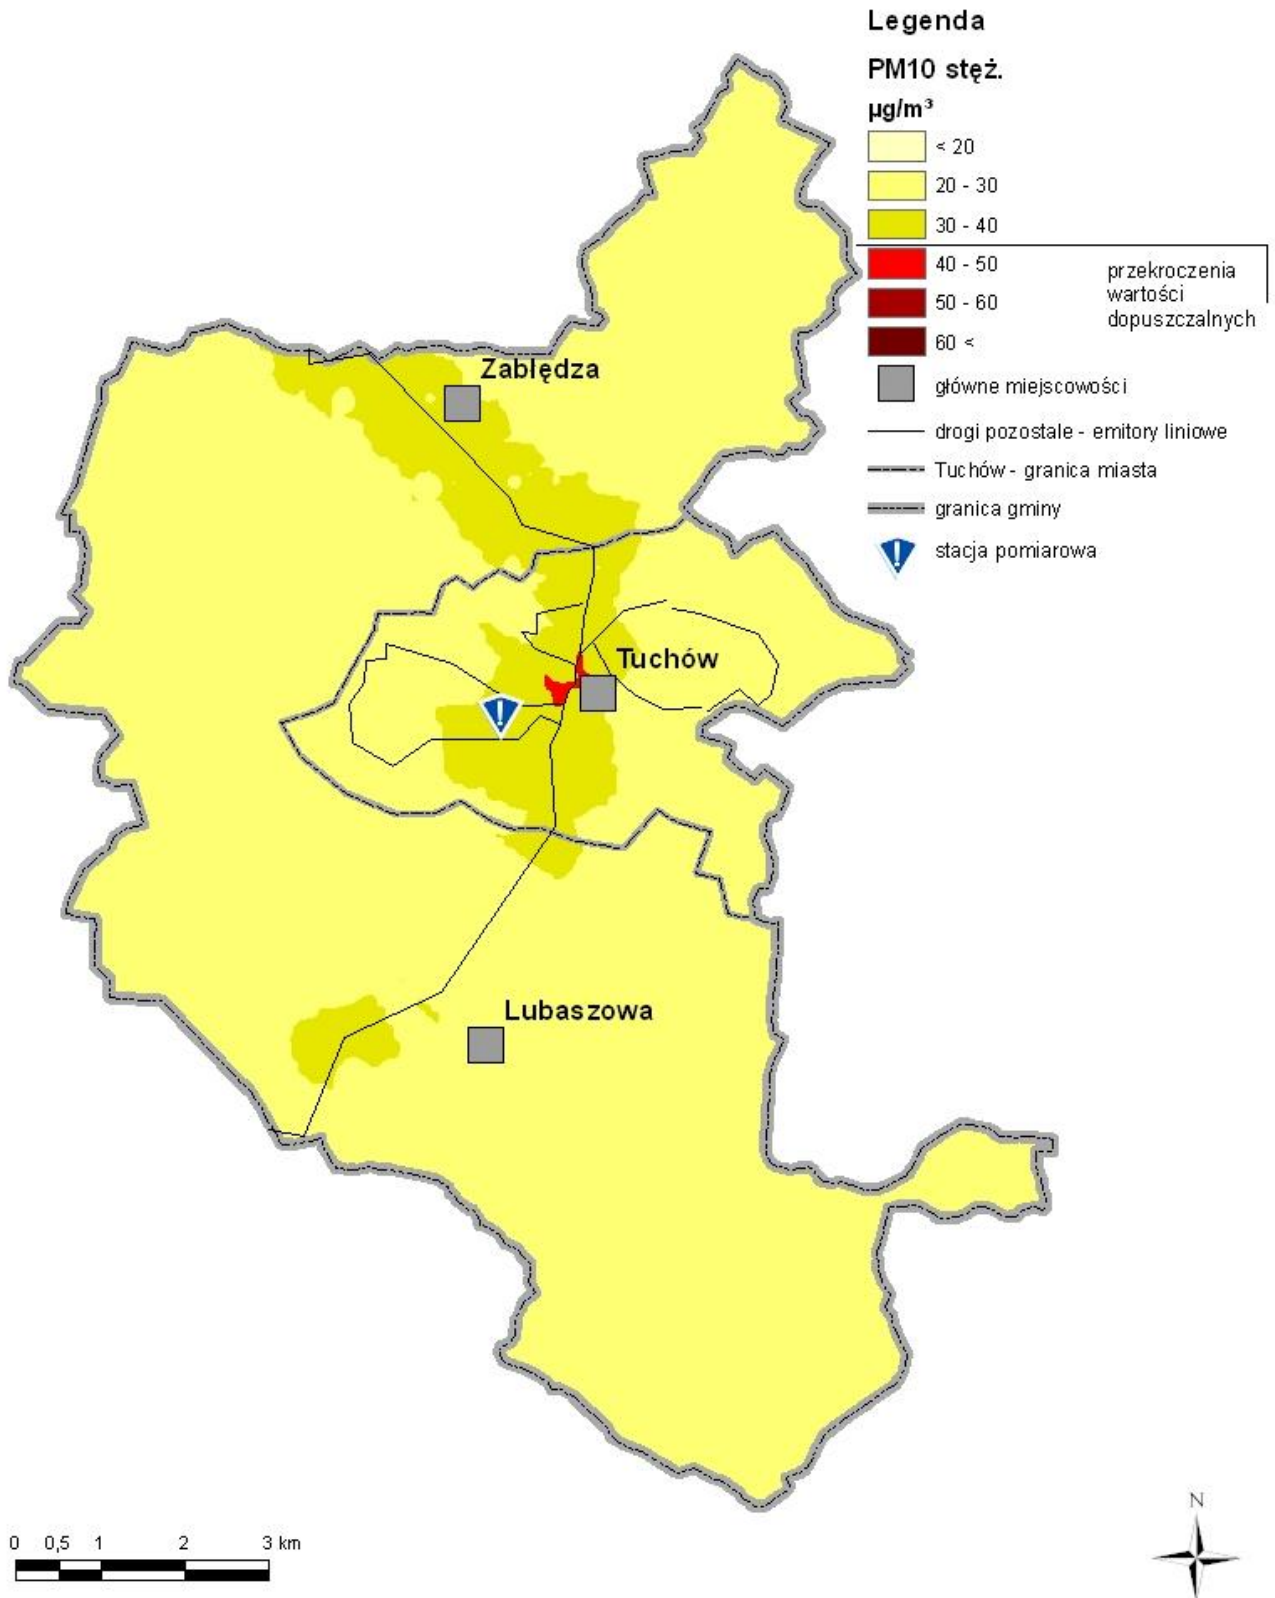 Legenda
PM10 stęż.
µg/m³
< 20
20 - 30
30 - 40
40 - 50
50 - 60
60 <
przekroczenia
wartości
dopuszczalnych
główne miejscowości
drogi pozostałe - emitory liniowe
Tuchów - granica miasta
granica gminy
stacja pomiarowa
Zabłędza
Tuchów
Lubaszowa
0 0,5 1 2 3 km
N